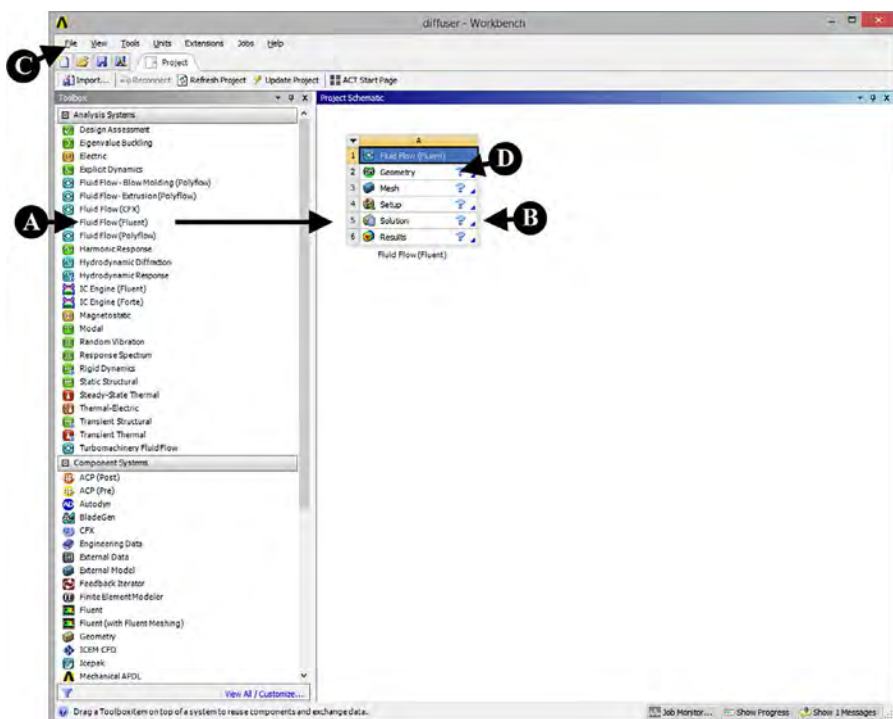 diffuser - Workbench
File View Tools Units Extensions Jobs Help
C
Project
Import... Reconnect Refresh Project Update Project ACT Start Page
Toolbox
Project Schematic
Analysis Systems
Design Assessment
Eigenvalue Buckling
Electric
Explicit Dynamics
Fluid Flow - Blow Molding (Polyflow)
Fluid Flow - Extrusion (Polyflow)
Fluid Flow (CFX)
A
Fluid Flow (Fluent)
Fluid Flow (Polyflow)
Harmonic Response
Hydrodynamic Diffraction
Hydrodynamic Response
IC Engine (Fluent)
IC Engine (Forte)
Magnetostatic
Modal
Random Vibration
Response Spectrum
Rigid Dynamics
Static Structural
Steady-State Thermal
Thermal-Electric
Transient Structural
Transient Thermal
Turbomachinery Fluid Flow
Component Systems
ACP (Post)
ACP (Pre)
Autodyn
BladeGen
CFX
Engineering Data
External Data
External Model
Feedback Iterator
Finite Element Modeler
Fluent
Fluent (with Fluent Meshing)
Geometry
ICEM CFD
Icepak
Mechanical APDL
View All / Customize...
A
1 Fluid Flow (Fluent)
D
2 Geometry ?
3 Mesh ?
4 Setup ?
5 Solution ?
B
6 Results ?
Fluid Flow (Fluent)
Drag a Toolbox item on top of a system to reuse components and exchange data.
Job Monitor... Show Progress Show 1 Messages